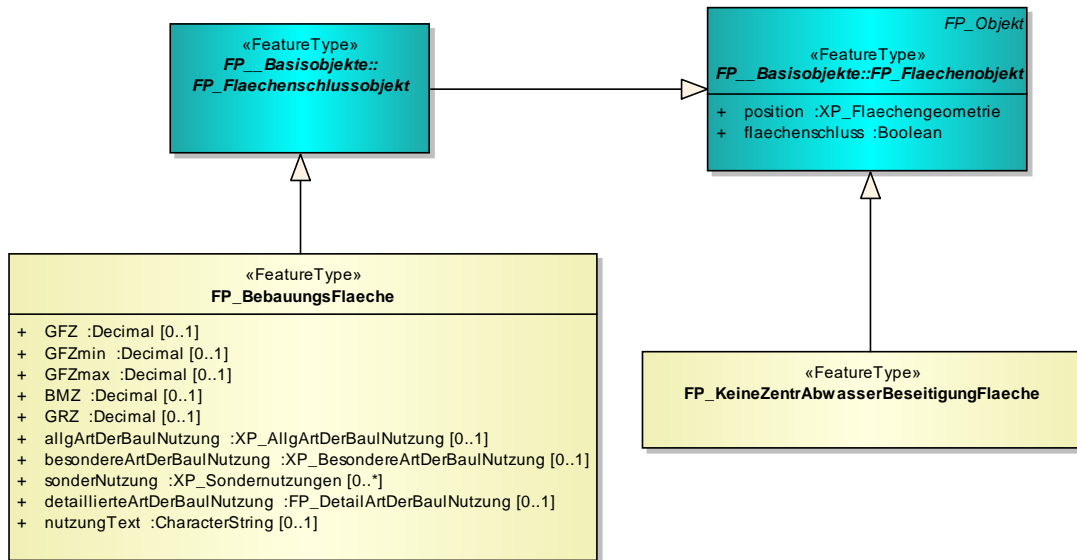 «FeatureType»
FP__Basisobjekte::
FP_Flaechenschlussobjekt
FP_Objekt
«FeatureType»
FP__Basisobjekte::FP_Flaechenobjekt
+ position :XP_Flaechengeometrie
+ flaechenschluss :Boolean
«FeatureType»
FP_BebauungsFlaeche
+ GFZ :Decimal [0..1]
+ GFZmin :Decimal [0..1]
+ GFZmax :Decimal [0..1]
+ BMZ :Decimal [0..1]
+ GRZ :Decimal [0..1]
+ allgArtDerBaulNutzung :XP_AllgArtDerBaulNutzung [0..1]
+ besondereArtDerBaulNutzung :XP_BesondereArtDerBaulNutzung [0..1]
+ sonderNutzung :XP_Sondernutzungen [0..*]
+ detaillierteArtDerBaulNutzung :FP_DetailArtDerBaulNutzung [0..1]
+ nutzungText :CharacterString [0..1]
«FeatureType»
FP_KeineZentrAbwasserBeseitigungFlaeche